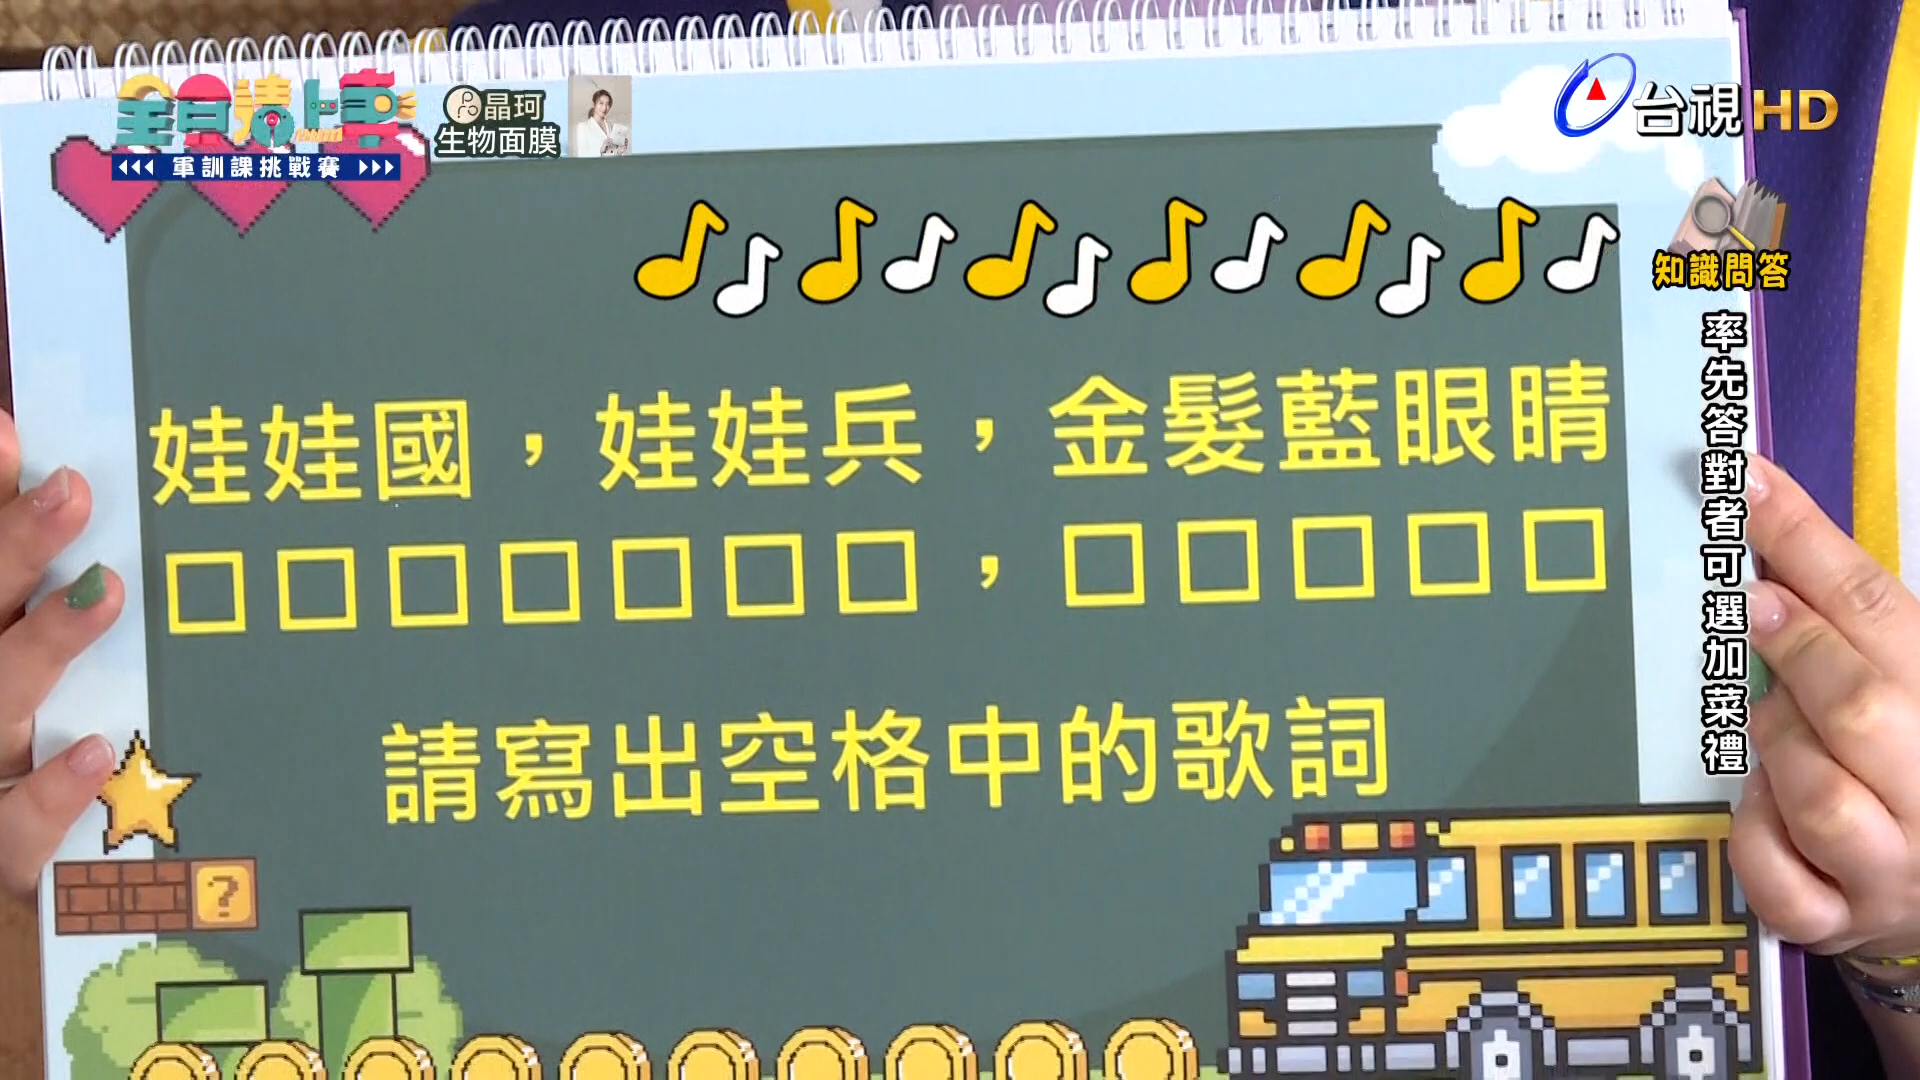 全員請上車
軍訓課挑戰賽
晶珂
生物面膜
台視HD
知識問答
率先答對者可選加菜禮
娃娃國，娃娃兵，金髮藍眼睛
□□□□□□□，□□□□□
請寫出空格中的歌詞
?